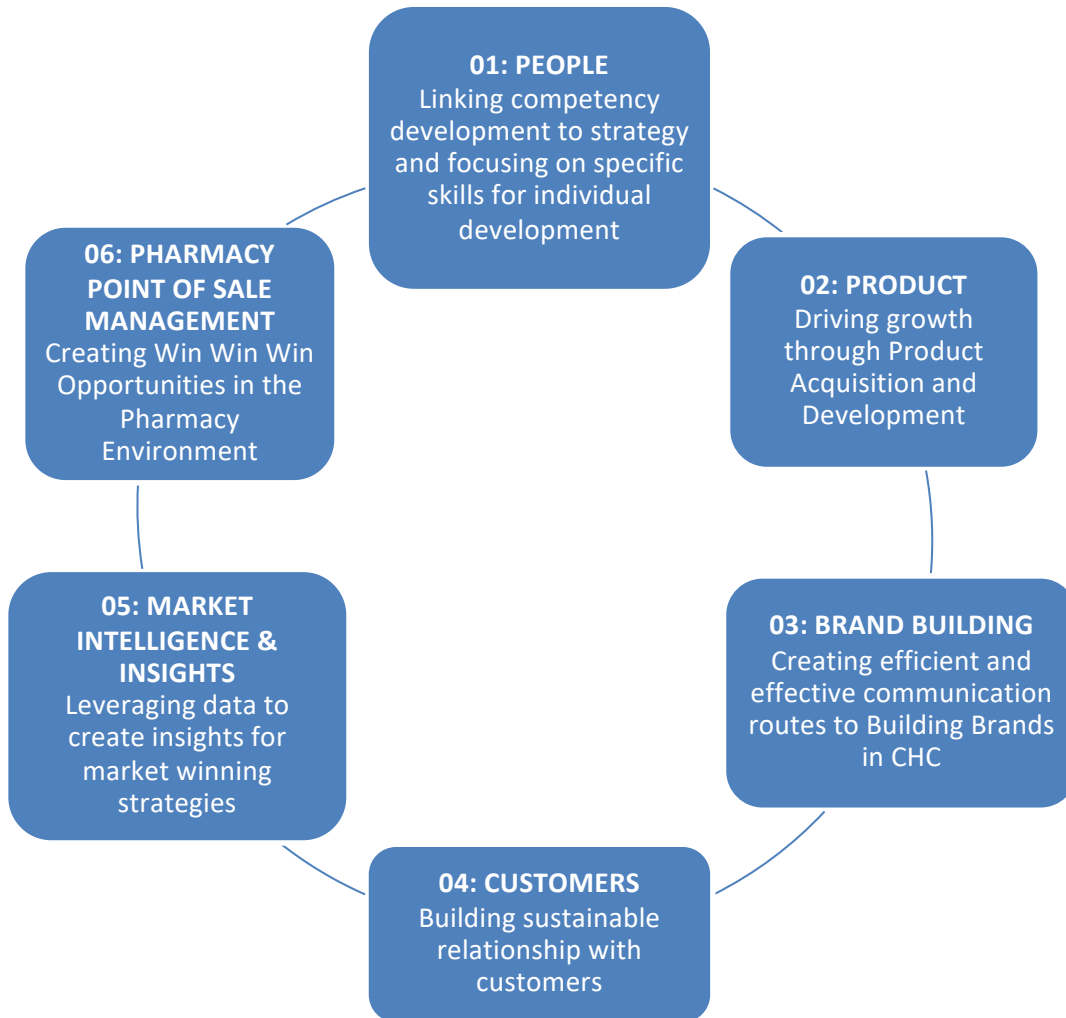 01: PEOPLE
Linking competency
development to strategy
and focusing on specific
skills for individual
development
02: PRODUCT
Driving growth
through Product
Acquisition and
Development
03: BRAND BUILDING
Creating efficient and
effective communication
routes to Building Brands
in CHC
04: CUSTOMERS
Building sustainable
relationship with
customers
05: MARKET
INTELLIGENCE &
INSIGHTS
Leveraging data to
create insights for
market winning
strategies
06: PHARMACY
POINT OF SALE
MANAGEMENT
Creating Win Win Win
Opportunities in the
Pharmacy
Environment